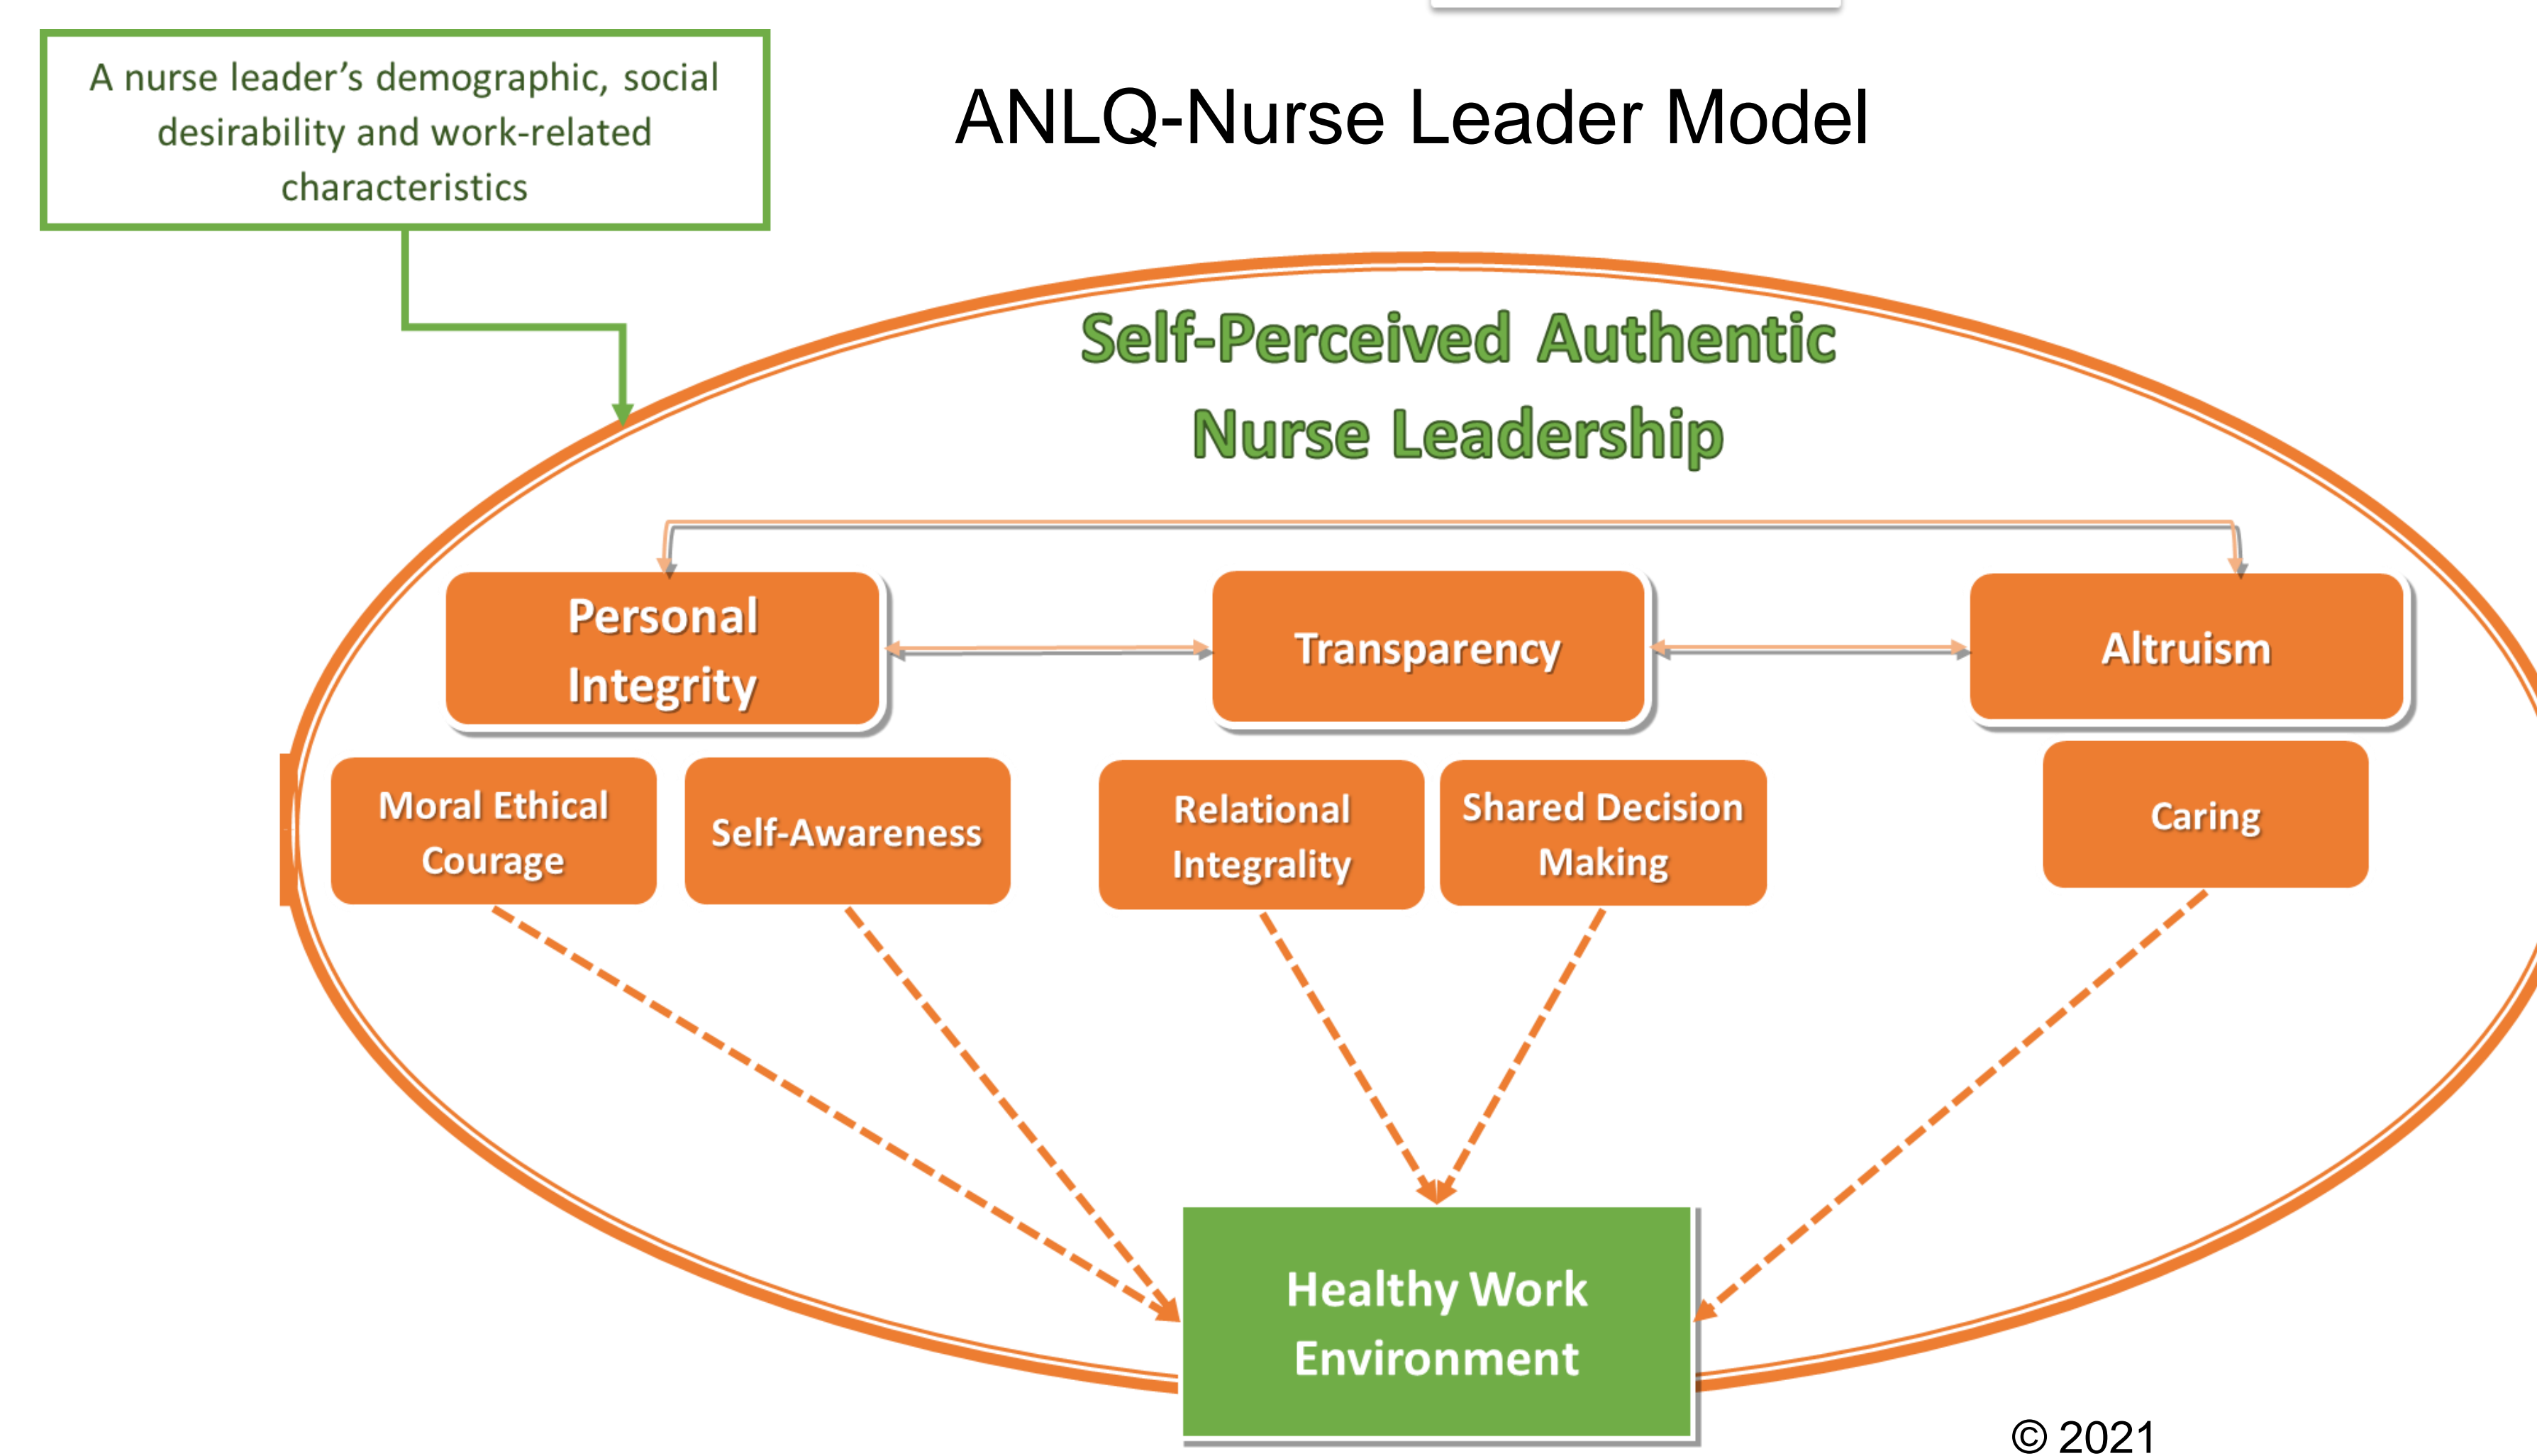 A nurse leader’s demographic, social
desirability and work-related
characteristics
ANLQ-Nurse Leader Model
Self-Perceived Authentic
Nurse Leadership
Personal
Integrity
Transparency
Altruism
Moral Ethical
Courage
Self-Awareness
Relational
Integrality
Shared Decision
Making
Caring
Healthy Work
Environment
© 2021